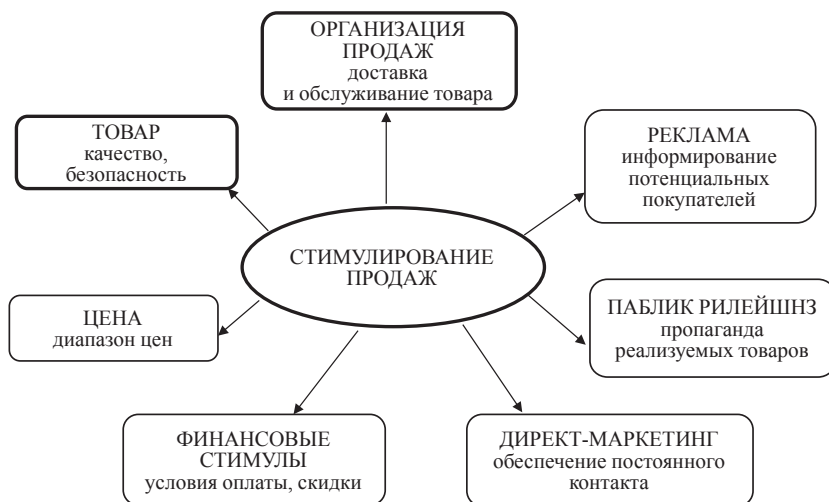 ОРГАНИЗАЦИЯ
ПРОДАЖ
доставка
и обслуживание товара
ТОВАР
качество,
безопасность
РЕКЛАМА
информирование
потенциальных
покупателей
СТИМУЛИРОВАНИЕ
ПРОДАЖ
ЦЕНА
диапазон цен
ПАБЛИК РИЛЕЙШНЗ
пропаганда
реализуемых товаров
ФИНАНСОВЫЕ
СТИМУЛЫ
условия оплаты, скидки
ДИРЕКТ-МАРКЕТИНГ
обеспечение постоянного
контакта